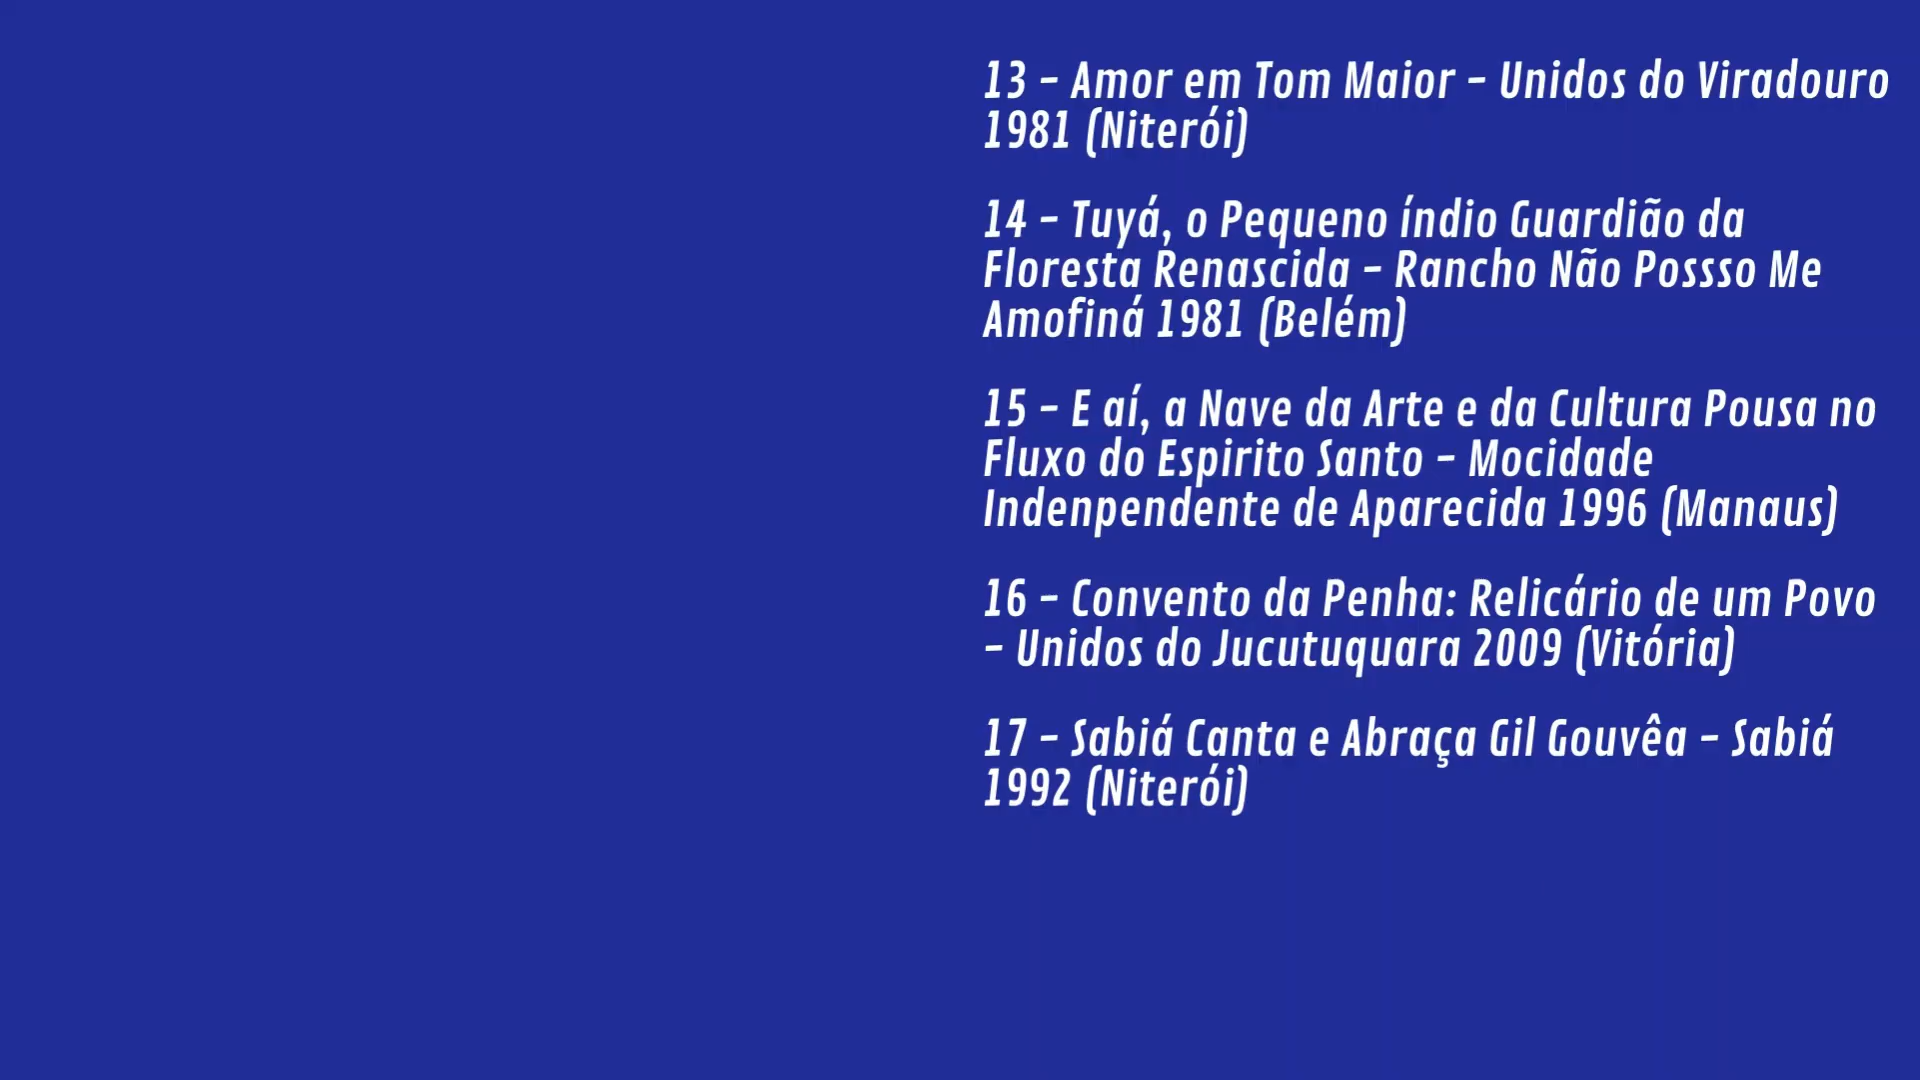 13 – Amor em Tom Maior – Unidos do Viradouro
1981 (Niterói)
14 – Tuyá, o Pequeno índio Guardião da
Floresta Renascida – Rancho Não Possso Me
Amofiná 1981 (Belém)
15 – E aí, a Nave da Arte e da Cultura Pousa no
Fluxo do Espirito Santo – Mocidade
Indenpendente de Aparecida 1996 (Manaus)
16 – Convento da Penha: Relicário de um Povo
– Unidos do Jucutuquara 2009 (Vitória)
17 – Sabiá Canta e Abraça Gil Gouvêa – Sabiá
1992 (Niterói)